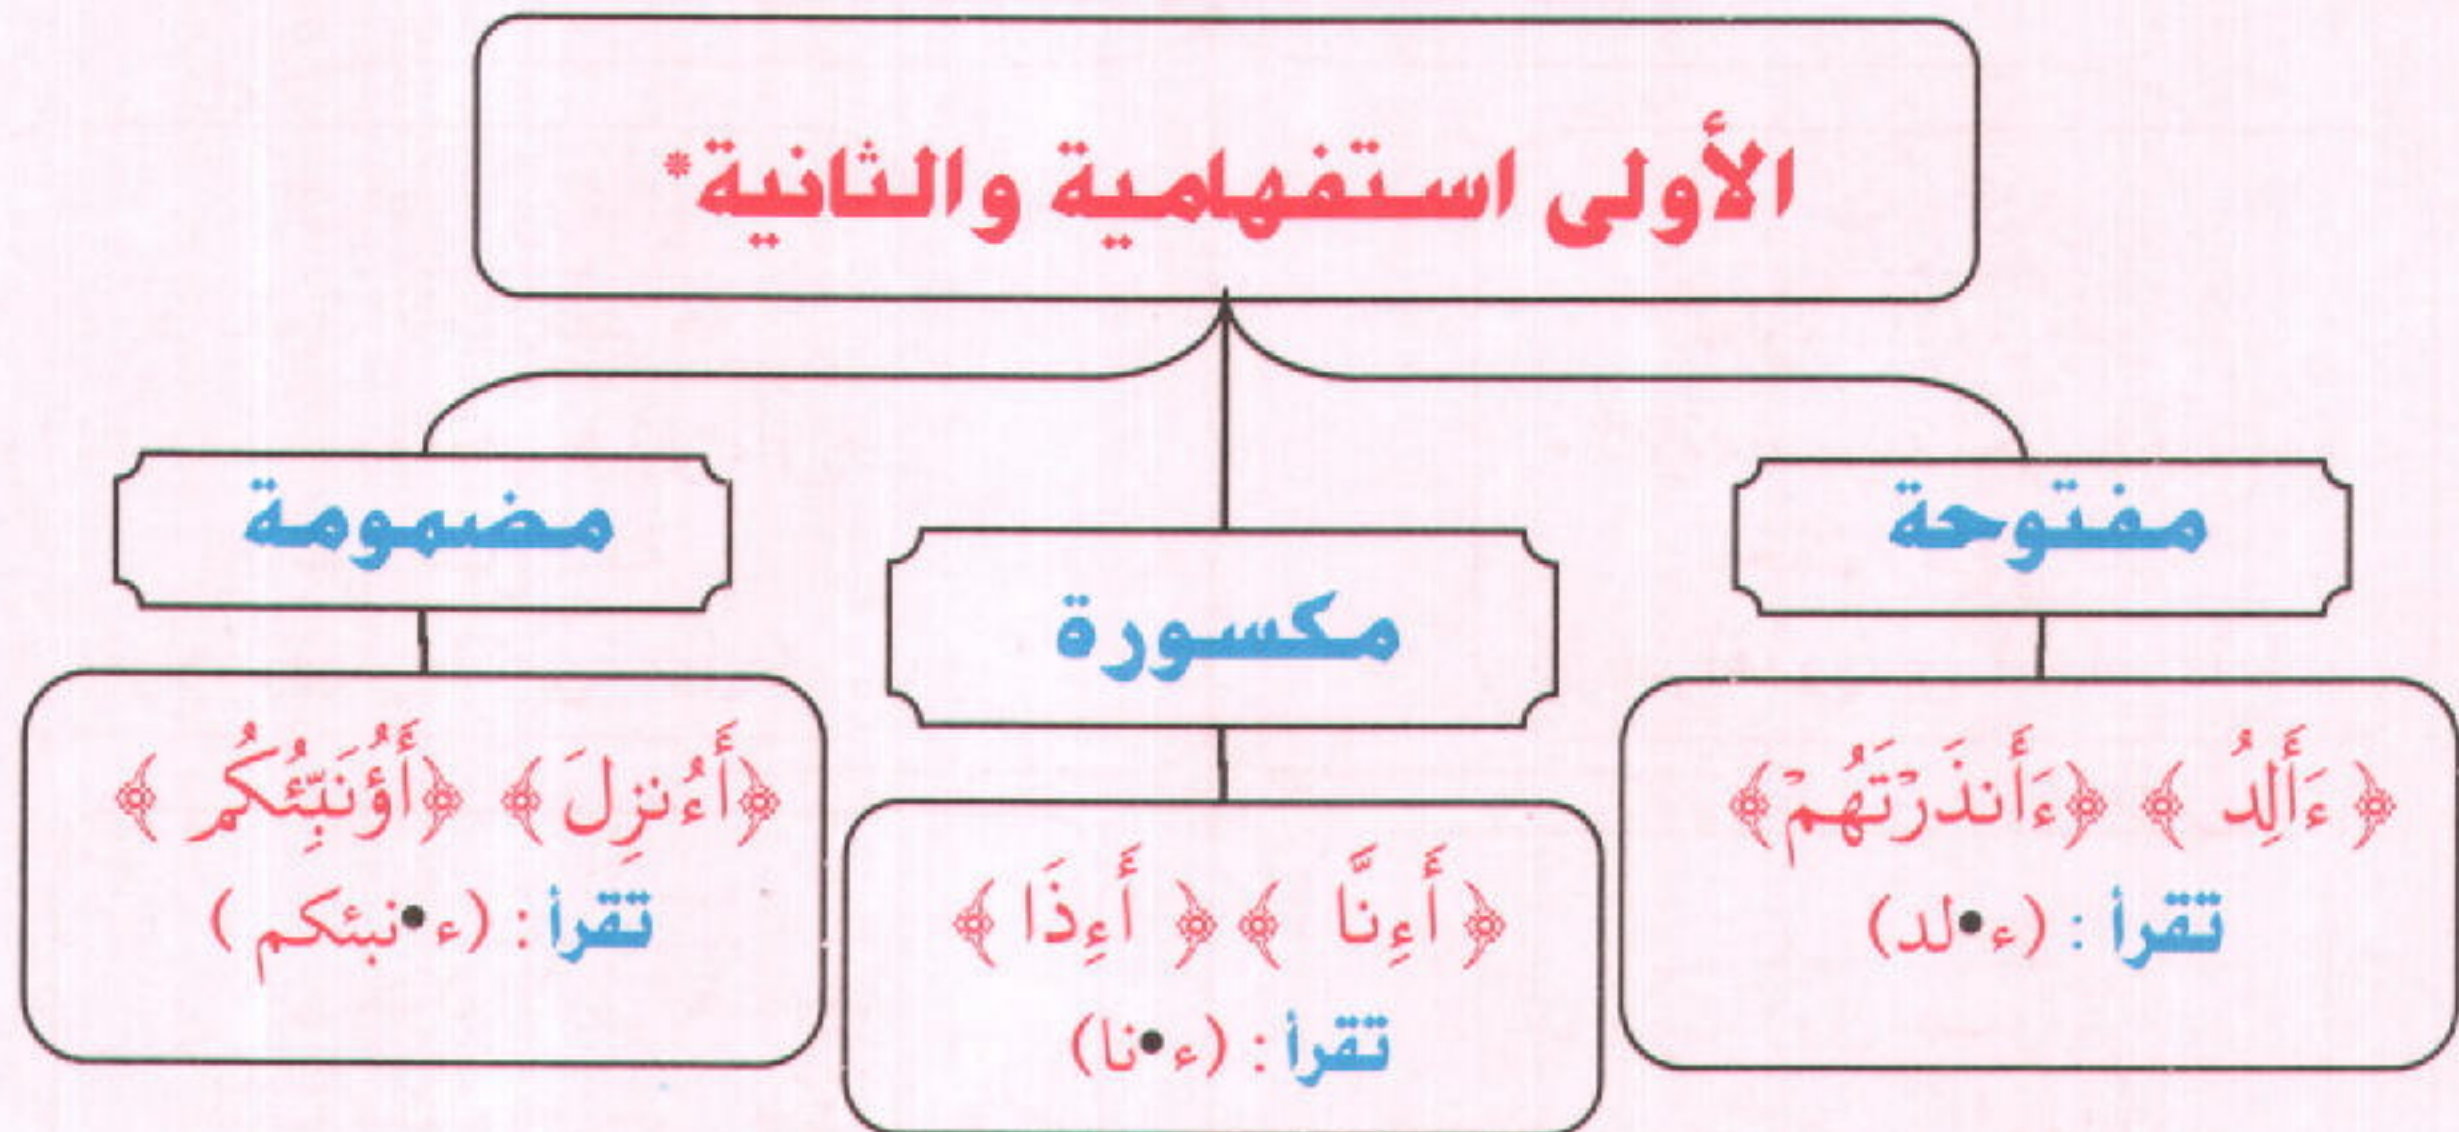 الأولى استفهامية والثانية*
مفتوحة
﴿ءَأَلِدُ﴾ ﴿ءَأَنذَرْتَهُمْ﴾
تقرأ : (ء•لد)
مكسورة
﴿أَءِنَّا﴾ ﴿أَءِذَا﴾
تقرأ : (ء•نا)
مضمومة
﴿أَءُنزِلَ﴾ ﴿أَؤُنَبِّئُكُم﴾
تقرأ : (ء•نبئكم)